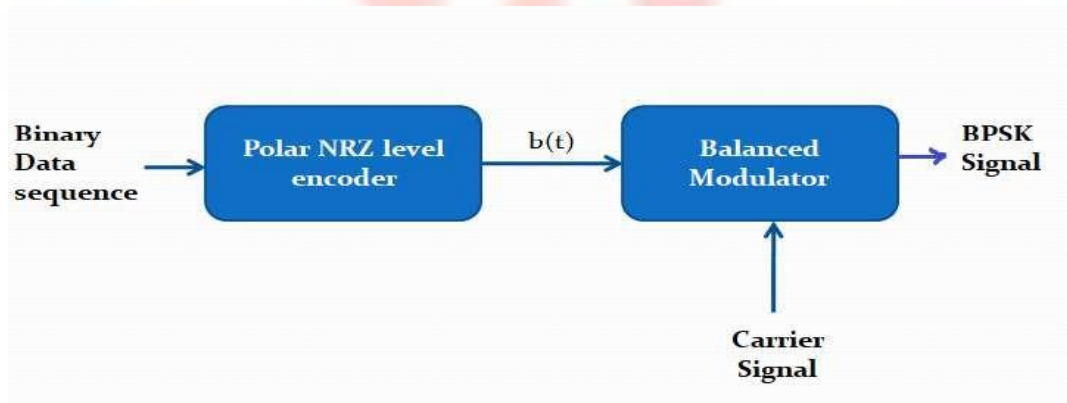 Binary
Data
sequence
Polar NRZ level
encoder
b(t)
Balanced
Modulator
BPSK
Signal
Carrier
Signal